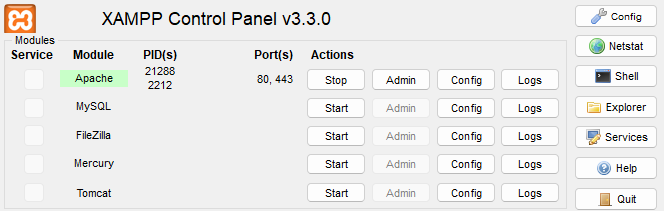 XAMPP Control Panel v3.3.0
Modules
Service Module PID(s) Port(s) Actions
Apache 21288 2212 80, 443 Stop Admin Config Logs
MySQL Start Admin Config Logs
FileZilla Start Admin Config Logs
Mercury Start Admin Config Logs
Tomcat Start Admin Config Logs
Config
Netstat
Shell
Explorer
Services
Help
Quit